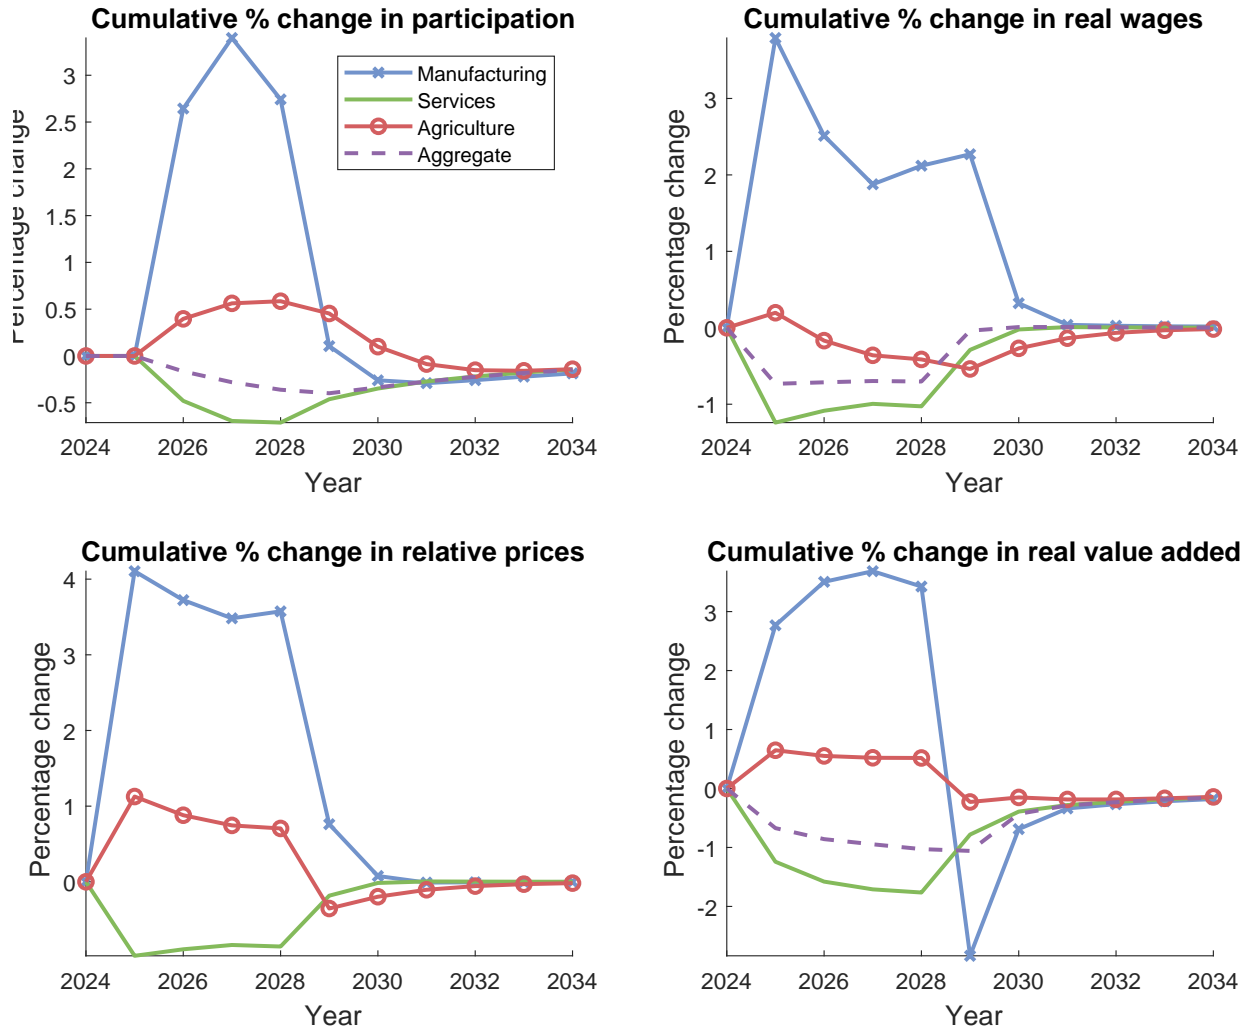 Cumulative % change in participation
Percentage change
3
2.5
2
1.5
1
0.5
0
-0.5
Manufacturing
Services
Agriculture
Aggregate
2024 2026 2028 2030 2032 2034
Year
Cumulative % change in real wages
Percentage change
3
2
1
0
-1
2024 2026 2028 2030 2032 2034
Year
Cumulative % change in relative prices
Percentage change
4
3
2
1
0
2024 2026 2028 2030 2032 2034
Year
Cumulative % change in real value added
Percentage change
3
2
1
0
-1
-2
2024 2026 2028 2030 2032 2034
Year